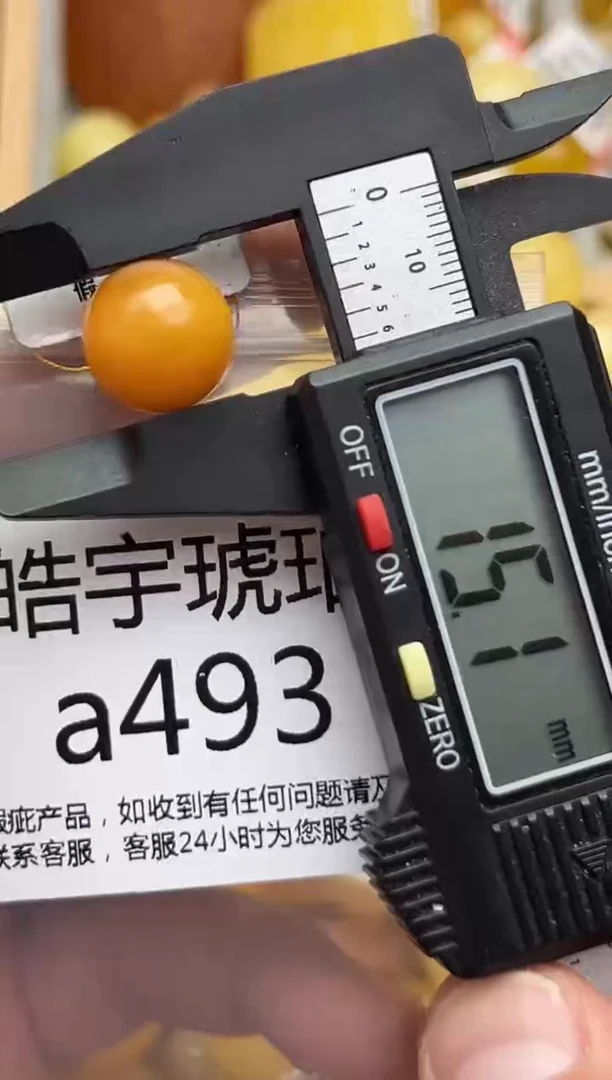 0
1
2
3
10
4
5
6
OFF
ON
ZERO
mm/
15.1
mm
皓宇琥
a493
疵产品，如收到有任何问题请
联系客服，客服24小时为您服务